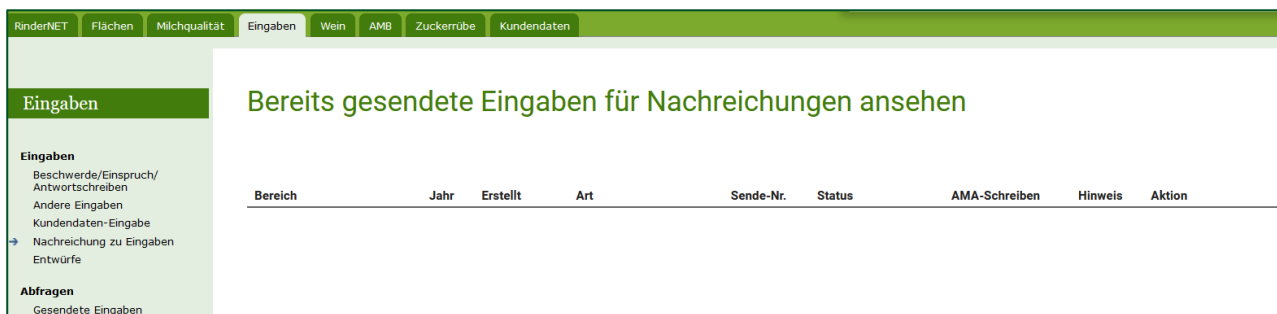 RinderNET Flächen Milchqualität Eingaben Wein AMB Zuckerrübe Kundendaten
Eingaben
Bereits gesendete Eingaben für Nachreichungen ansehen
Eingaben
Beschwerde/Einspruch/
Antwortschreiben
Andere Eingaben
Kundendaten-Eingabe
Nachreichung zu Eingaben
Entwürfe
Abfragen
Gesendete Eingaben
Bereich Jahr Erstellt Art Sende-Nr. Status AMA-Schreiben Hinweis Aktion